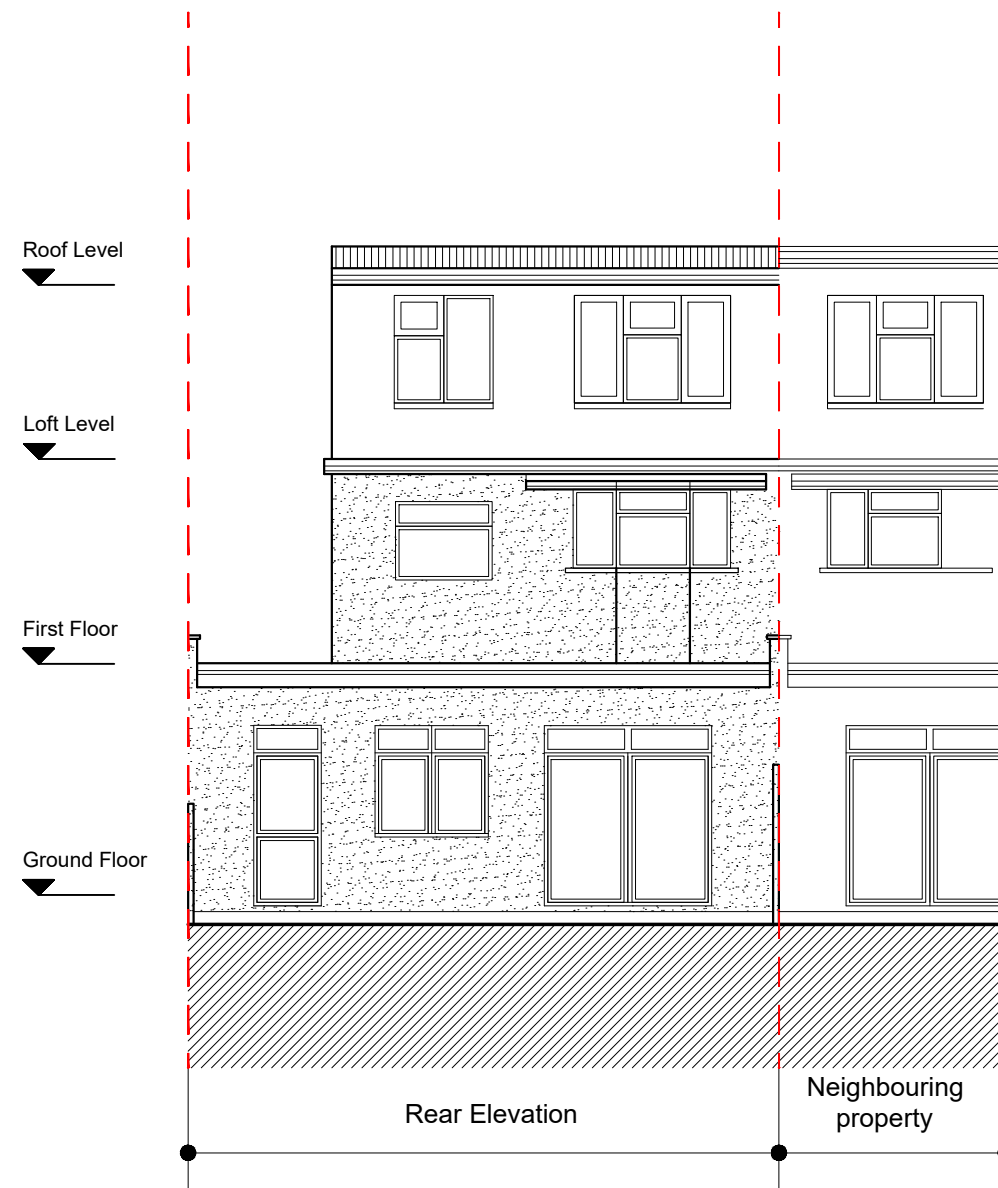 Roof Level
Loft Level
First Floor
Ground Floor
Rear Elevation
Neighbouring
property